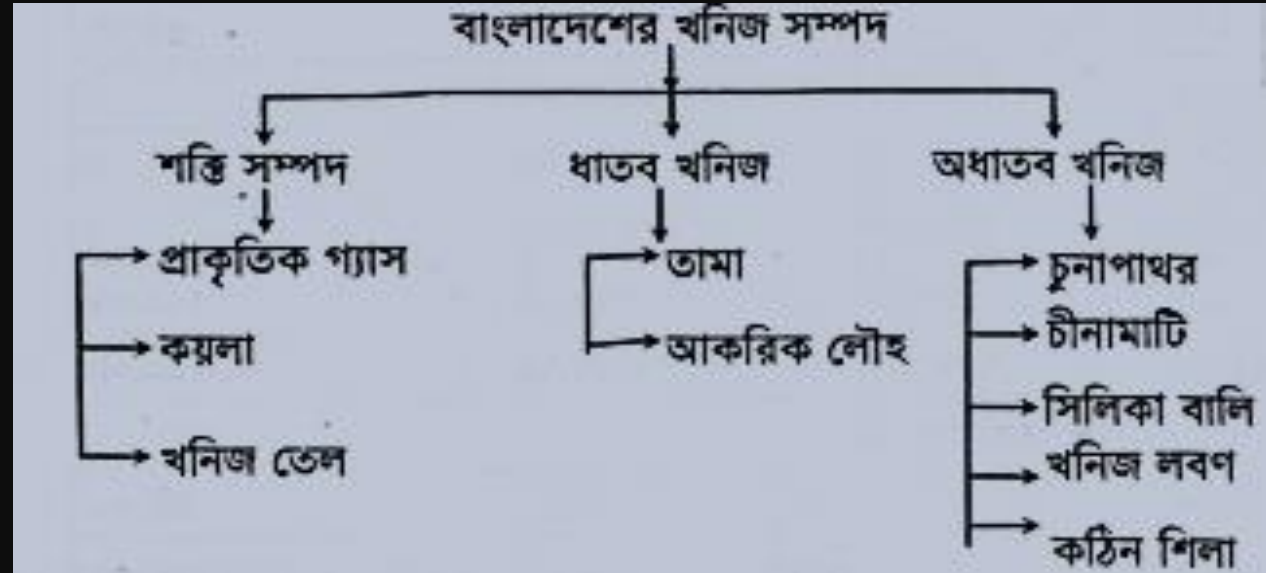 বাংলাদেশের খনিজ সম্পদ
শক্তি সম্পদ
ধাতব খনিজ
অধাতব খনিজ
প্রাকৃতিক গ্যাস
কয়লা
খনিজ তেল
তামা
আকরিক লৌহ
চুনাপাথর
চীনামাটি
সিলিকা বালি
খনিজ লবণ
কঠিন শিলা